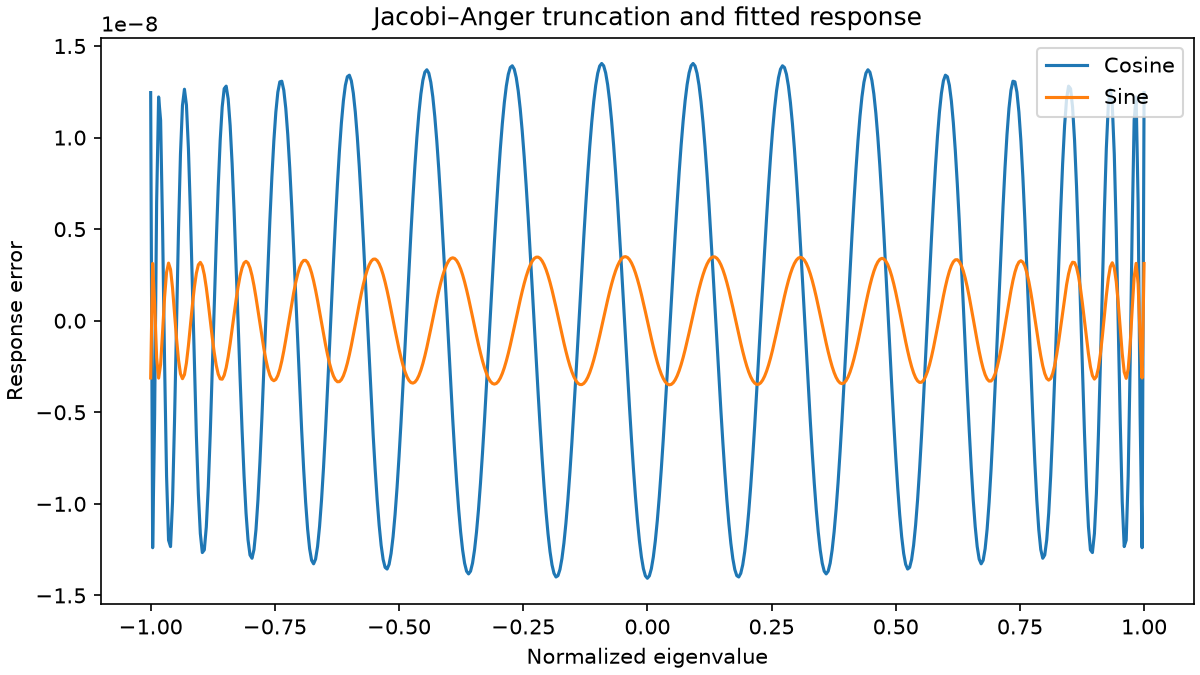 Jacobi–Anger truncation and fitted response
1e−8
1.5
1.0
0.5
0.0
−0.5
−1.0
−1.5
Response error
Cosine
Sine
−1.00 −0.75 −0.50 −0.25 0.00 0.25 0.50 0.75 1.00
Normalized eigenvalue